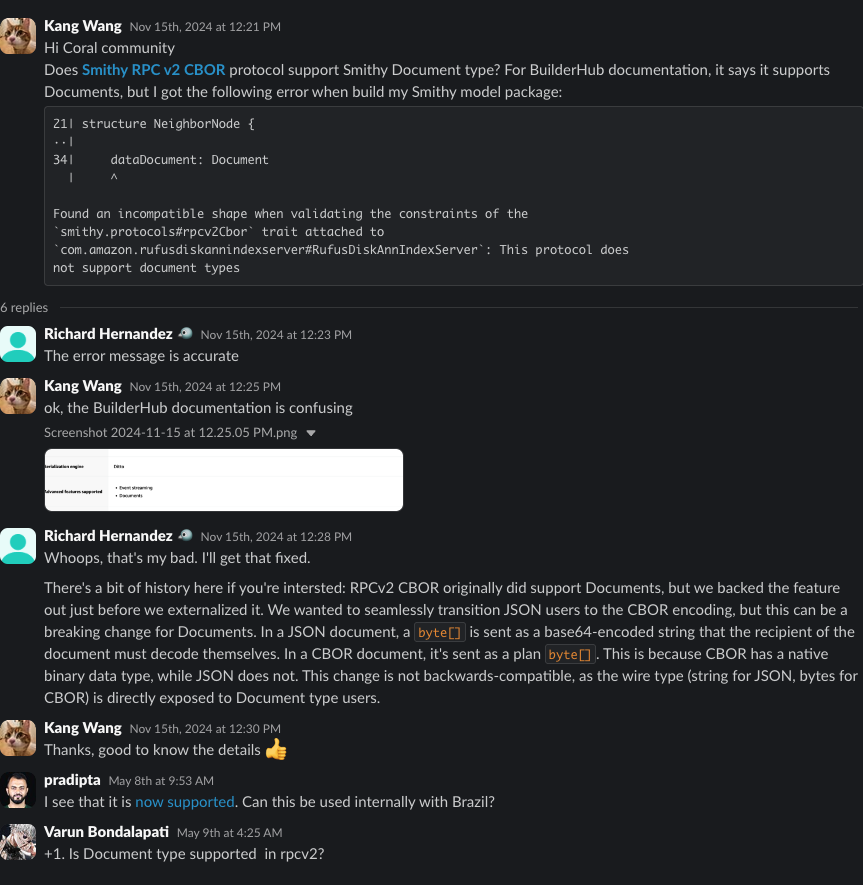 Kang Wang Nov 15th, 2024 at 12:21 PM
Hi Coral community
Does Smithy RPC v2 CBOR protocol support Smithy Document type? For BuilderHub documentation, it says it supports
Documents, but I got the following error when build my Smithy model package:
21| structure NeighborNode {
··|
34|     dataDocument: Document
|     ^
Found an incompatible shape when validating the constraints of the
`smithy.protocols#rpcv2Cbor` trait attached to
`com.amazon.rufusdiskannindexserver#RufusDiskAnnIndexServer`: This protocol does
not support document types
6 replies
Richard Hernandez Nov 15th, 2024 at 12:23 PM
The error message is accurate
Kang Wang Nov 15th, 2024 at 12:25 PM
ok, the BuilderHub documentation is confusing
Screenshot 2024-11-15 at 12.25.05 PM.png
erialization engine Ditto
Advanced features supported • Event streaming
• Documents
Richard Hernandez Nov 15th, 2024 at 12:28 PM
Whoops, that's my bad. I'll get that fixed.
There's a bit of history here if you're intersted: RPCv2 CBOR originally did support Documents, but we backed the feature
out just before we externalized it. We wanted to seamlessly transition JSON users to the CBOR encoding, but this can be a
breaking change for Documents. In a JSON document, a byte[] is sent as a base64-encoded string that the recipient of the
document must decode themselves. In a CBOR document, it's sent as a plan byte[]. This is because CBOR has a native
binary data type, while JSON does not. This change is not backwards-compatible, as the wire type (string for JSON, bytes for
CBOR) is directly exposed to Document type users.
Kang Wang Nov 15th, 2024 at 12:30 PM
Thanks, good to know the details 👍
pradipta May 8th at 9:53 AM
I see that it is now supported. Can this be used internally with Brazil?
Varun Bondalapati May 9th at 4:25 AM
+1. Is Document type supported  in rpcv2?